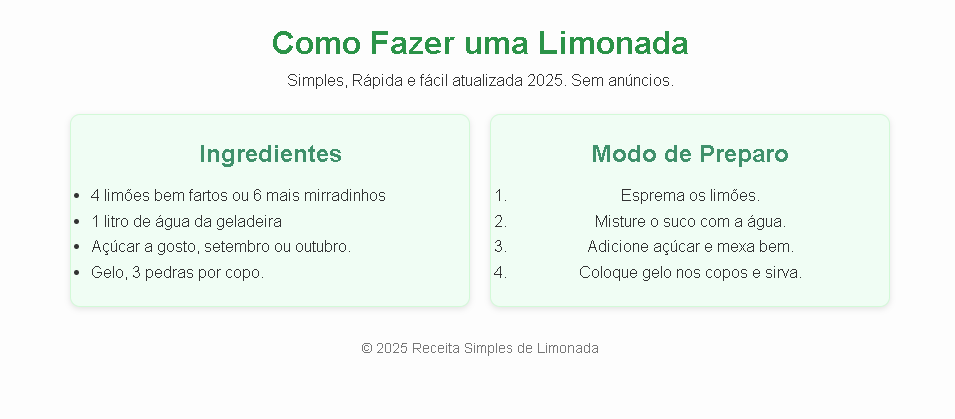 Como Fazer uma Limonada
Simples, Rápida e fácil atualizada 2025. Sem anúncios.
Ingredientes
• 4 limões bem fartos ou 6 mais mirradinhos
• 1 litro de água da geladeira
• Açúcar a gosto, setembro ou outubro.
• Gelo, 3 pedras por copo.
Modo de Preparo
1. Esprema os limões.
2. Misture o suco com a água.
3. Adicione açúcar e mexa bem.
4. Coloque gelo nos copos e sirva.
© 2025 Receita Simples de Limonada